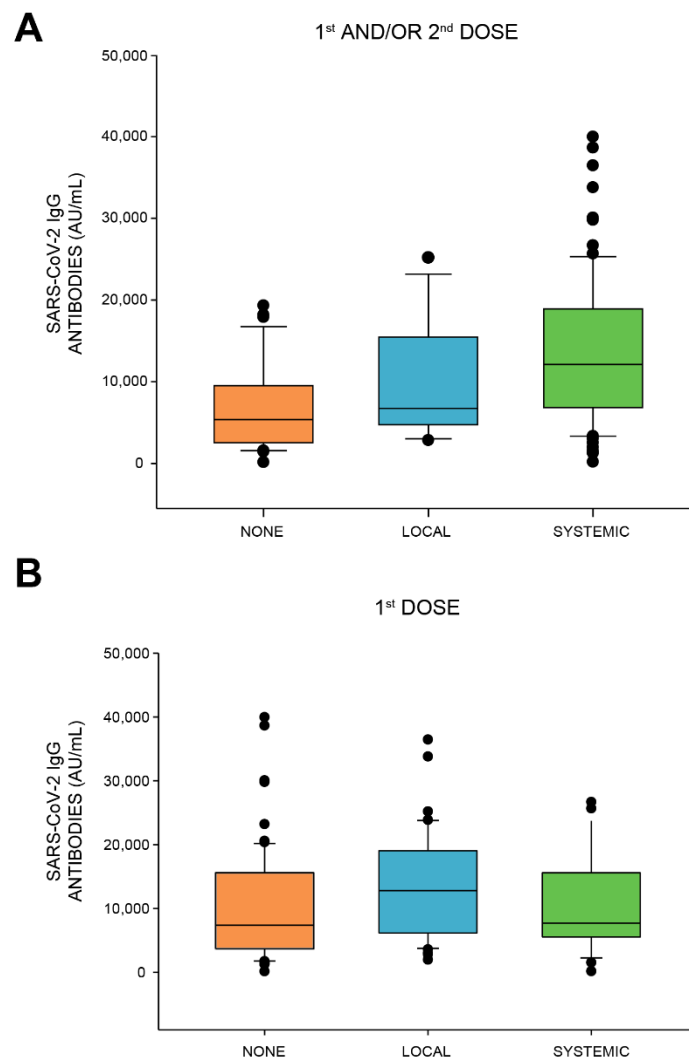 A
1st AND/OR 2nd DOSE
SARS-CoV-2 IgG
ANTIBODIES (AU/mL)
50,000
40,000
30,000
20,000
10,000
0
NONE LOCAL SYSTEMIC
B
1st DOSE
SARS-CoV-2 IgG
ANTIBODIES (AU/mL)
50,000
40,000
30,000
20,000
10,000
0
NONE LOCAL SYSTEMIC